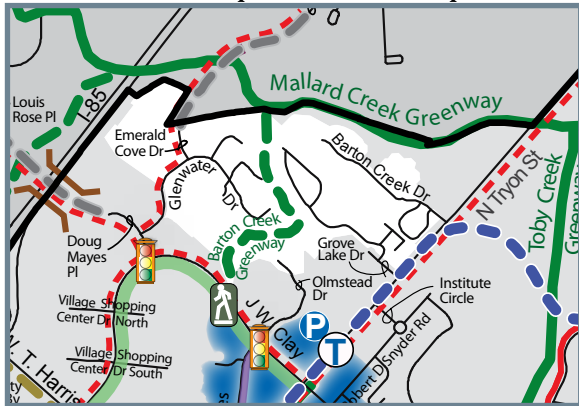 Mallard Creek Greenway
I-85
Louis
Rose Pl
Emerald
Cove Dr
Glenwater
Dr
Barton Creek Dr
N Tryon St
Toby Creek
Greenway
Barton Creek
Greenway
Grove
Lake Dr
Doug
Mayes
Pl
Olmstead
Dr
Institute
Circle
Village Shopping
Center Dr North
J W Clay
P
T
Village Shopping
Center Dr South
Snyder Rd
W. T. Harris